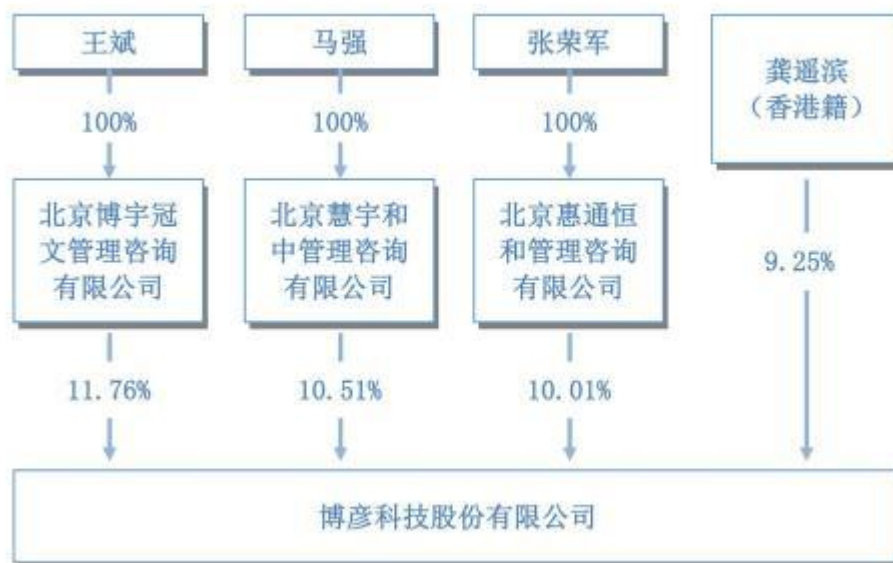 王斌
马强
张荣军
龚遥滨
（香港籍）
100%
100%
100%
北京博宇冠
文管理咨询
有限公司
北京慧宇和
中管理咨询
有限公司
北京惠通恒
和管理咨询
有限公司
9.25%
11.76%
10.51%
10.01%
博彦科技股份有限公司